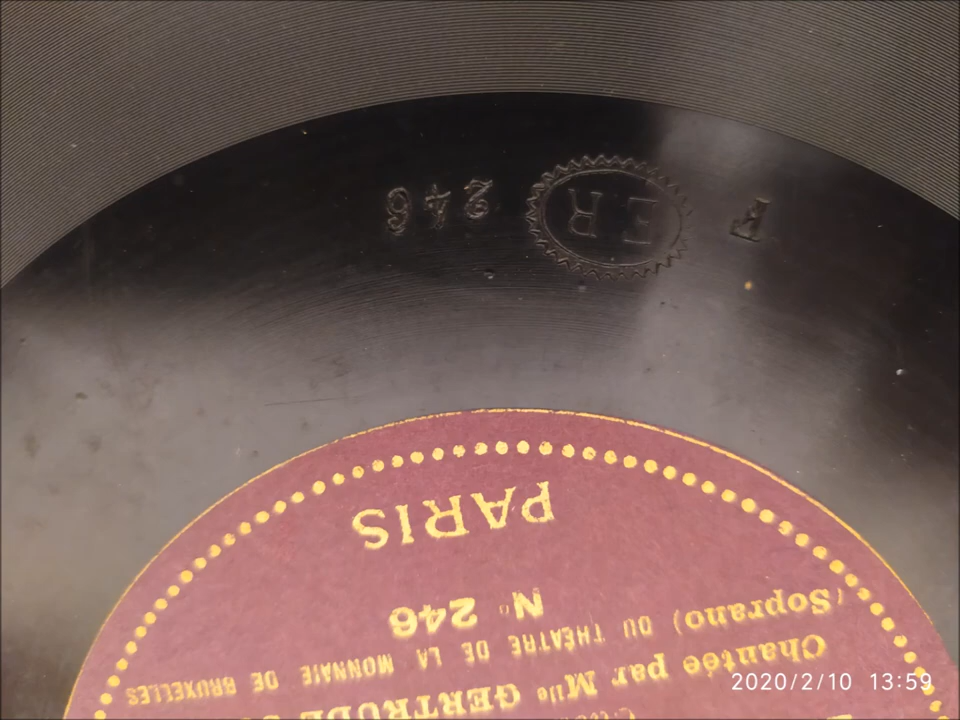 Chantée par Mlle GERTRUDE
(Soprano) DU THÉATRE DE LA MONNAIE DE BRUXELLES
N° 246
PARIS
F ER 246
2020/2/10 13:59